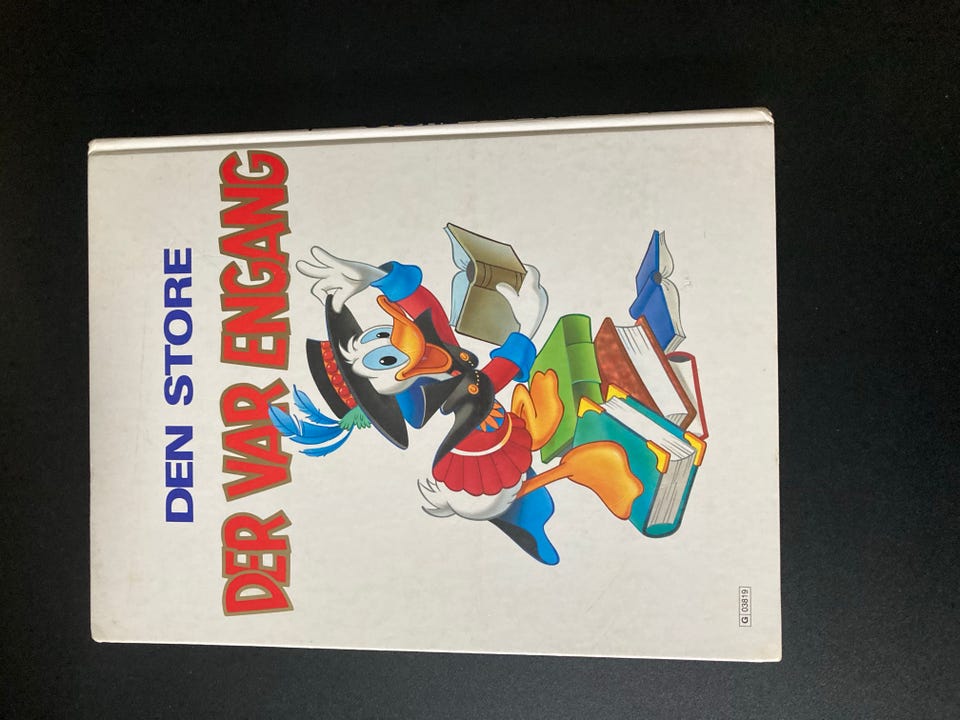 DEN STORE
DER VAR ENGANG
G 03819